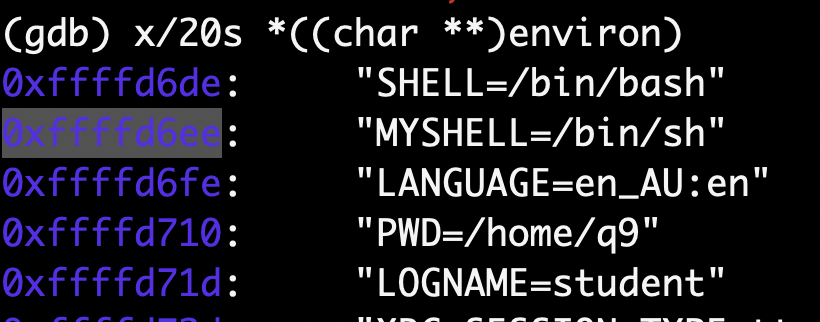 (gdb) x/20s *((char **)environ)
0xffffd6de: "SHELL=/bin/bash"
0xffffd6ee: "MYSHELL=/bin/sh"
0xffffd6fe: "LANGUAGE=en_AU:en"
0xffffd710: "PWD=/home/q9"
0xffffd71d: "LOGNAME=student"